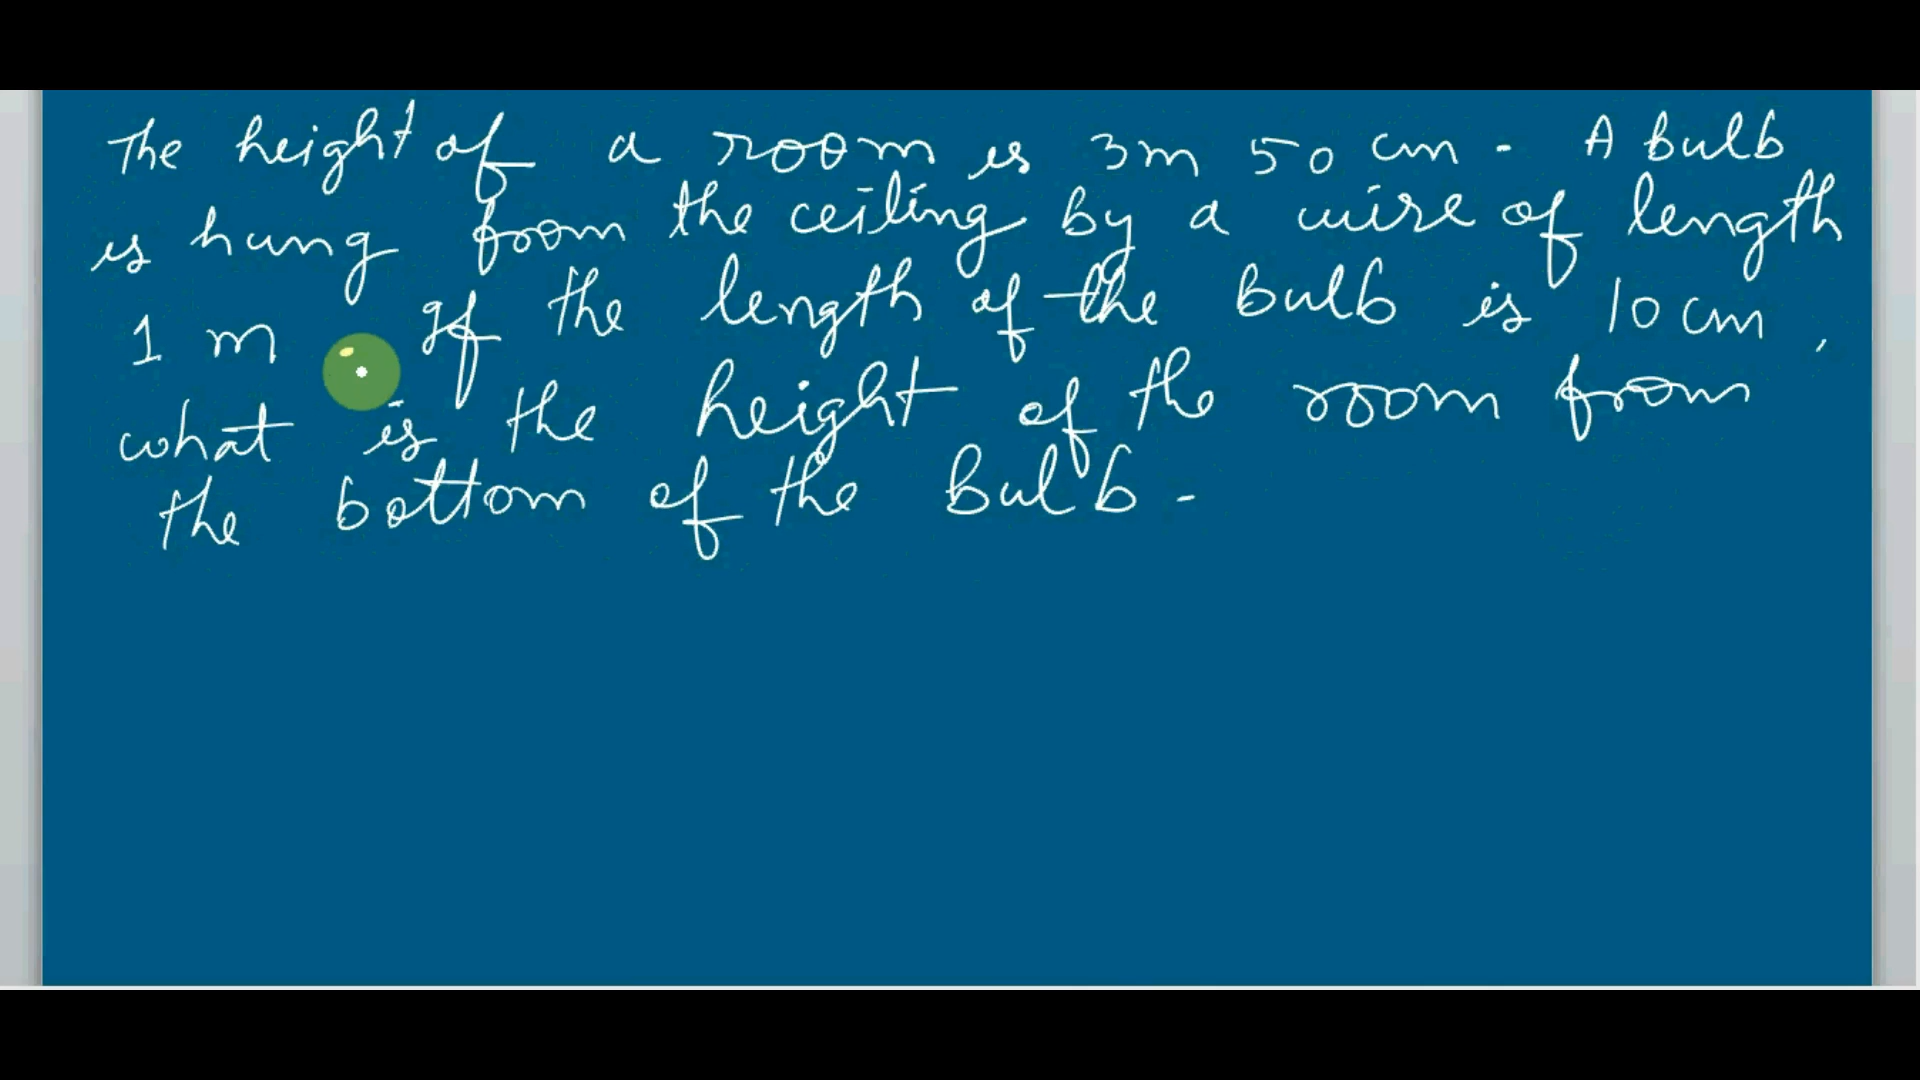 The height of a room is 3m 50 cm. A bulb
is hung from the ceiling by a wire of length
1 m If the length of the bulb is 10 cm,
what is the height of the room from
the bottom of the bulb.